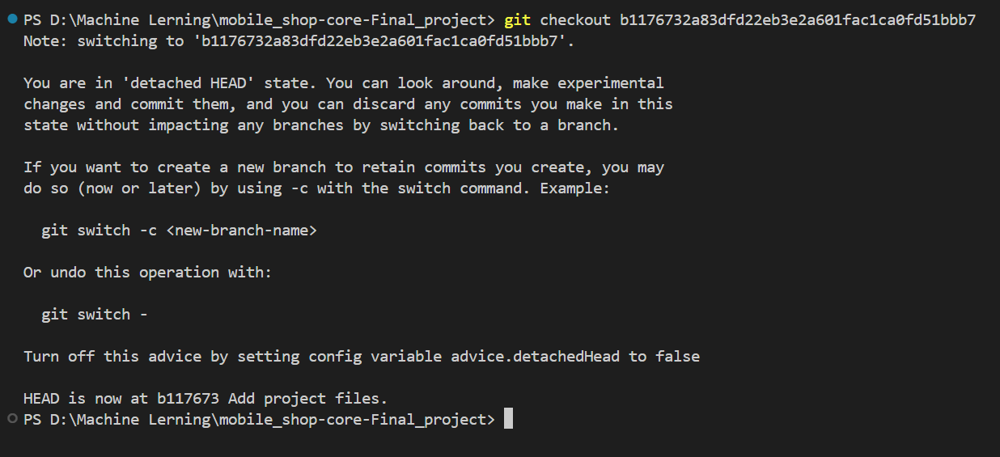 PS D:\Machine Lerning\mobile_shop-core-Final_project> git checkout b1176732a83dfd22eb3e2a601fac1ca0fd51bbb7
Note: switching to 'b1176732a83dfd22eb3e2a601fac1ca0fd51bbb7'.
You are in 'detached HEAD' state. You can look around, make experimental
changes and commit them, and you can discard any commits you make in this
state without impacting any branches by switching back to a branch.
If you want to create a new branch to retain commits you create, you may
do so (now or later) by using -c with the switch command. Example:
git switch -c <new-branch-name>
Or undo this operation with:
git switch -
Turn off this advice by setting config variable advice.detachedHead to false
HEAD is now at b117673 Add project files.
PS D:\Machine Lerning\mobile_shop-core-Final_project>